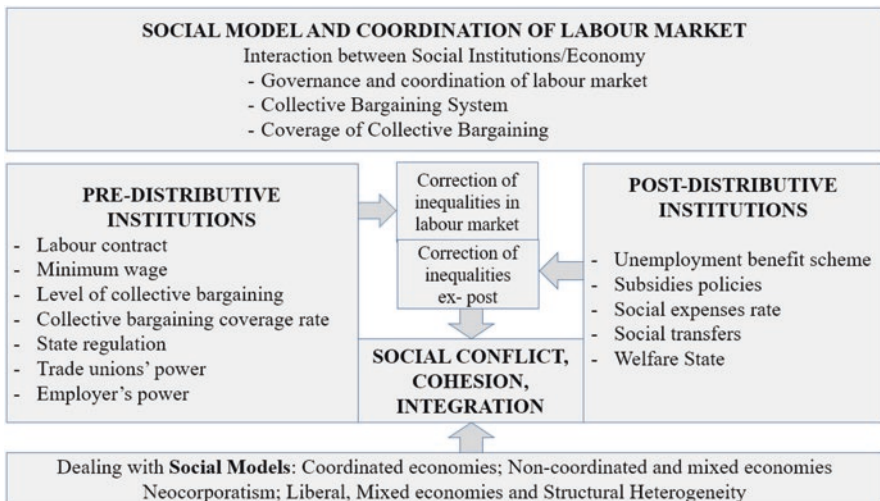 SOCIAL MODEL AND COORDINATION OF LABOUR MARKET
Interaction between Social Institutions/Economy
- Governance and coordination of labour market
- Collective Bargaining System
- Coverage of Collective Bargaining
PRE-DISTRIBUTIVE
INSTITUTIONS
- Labour contract
- Minimum wage
- Level of collective bargaining
- Collective bargaining coverage rate
- State regulation
- Trade unions' power
- Employer's power
Correction of
inequalities in
labour market
Correction of
inequalities
ex- post
POST-DISTRIBUTIVE
INSTITUTIONS
- Unemployment benefit scheme
- Subsidies policies
- Social expenses rate
- Social transfers
- Welfare State
SOCIAL CONFLICT,
COHESION,
INTEGRATION
Dealing with Social Models: Coordinated economies; Non-coordinated and mixed economies
Neocorporatism; Liberal, Mixed economies and Structural Heterogeneity